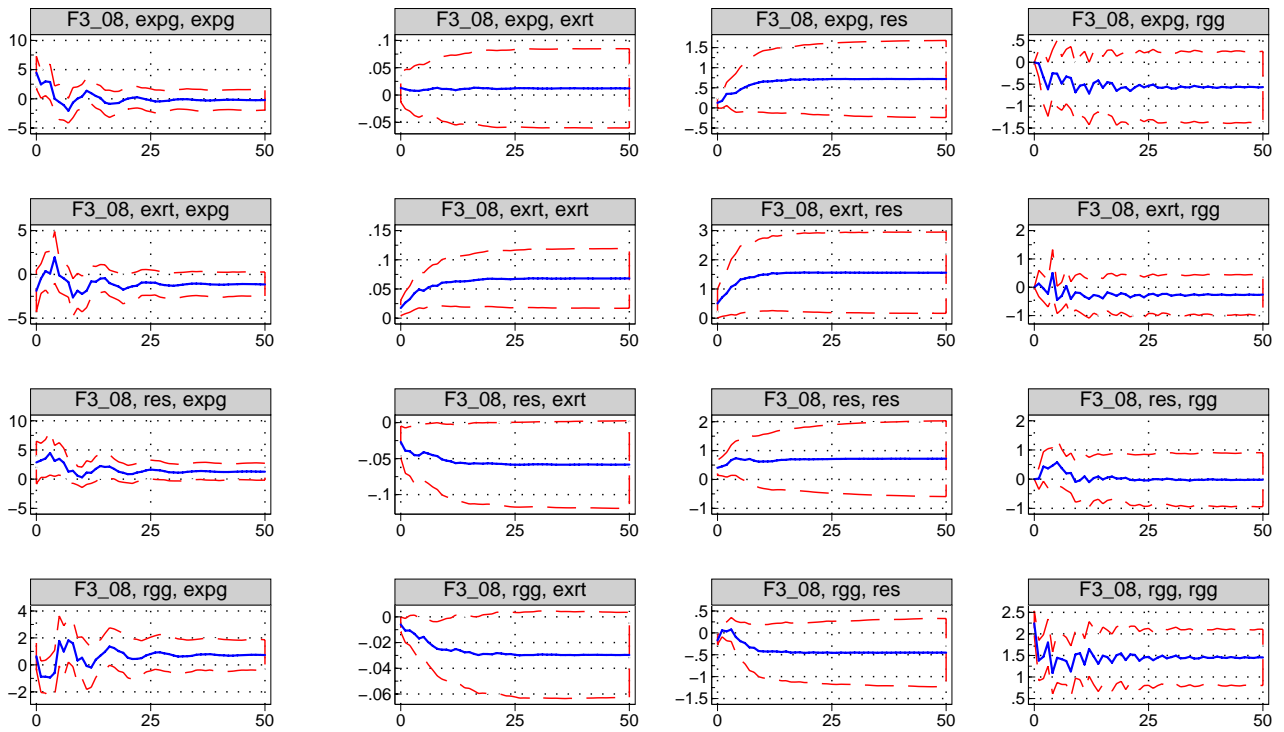 F3_08, expg, expg
10
5
0
−5
0 25 50
F3_08, expg, exrt
.1
.05
0
−.05
0 25 50
F3_08, expg, res
1.5
1
.5
0
−.5
0 25 50
F3_08, expg, rgg
.5
0
−.5
−1
−1.5
0 25 50
F3_08, exrt, expg
5
0
−5
0 25 50
F3_08, exrt, exrt
.15
.1
.05
0
0 25 50
F3_08, exrt, res
3
2
1
0
0 25 50
F3_08, exrt, rgg
2
1
0
−1
0 25 50
F3_08, res, expg
10
5
0
−5
0 25 50
F3_08, res, exrt
0
−.05
−.1
0 25 50
F3_08, res, res
2
1
0
−1
0 25 50
F3_08, res, rgg
2
1
0
−1
0 25 50
F3_08, rgg, expg
4
2
0
−2
0 25 50
F3_08, rgg, exrt
0
−.02
−.04
−.06
0 25 50
F3_08, rgg, res
.5
0
−.5
−1
−1.5
0 25 50
F3_08, rgg, rgg
2.5
2
1.5
1
.5
0 25 50